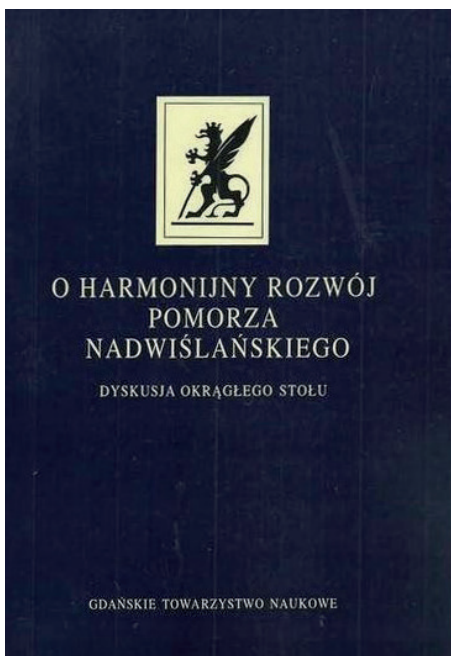 O HARMONIJNY ROZWÓJ
POMORZA
NADWIŚLAŃSKIEGO
DYSKUSJA OKRĄGŁEGO STOŁU
GDAŃSKIE TOWARZYSTWO NAUKOWE